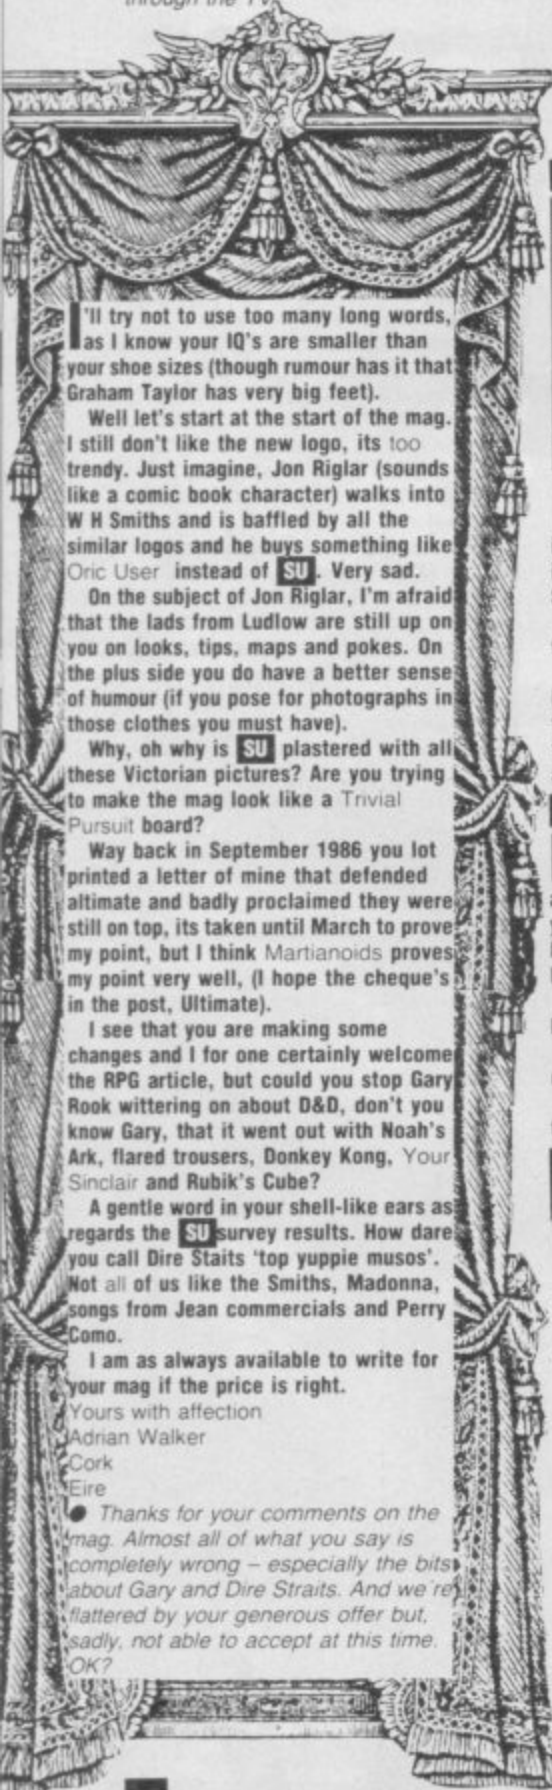 through the TV
I'll try not to use too many long words,
as I know your IQ's are smaller than
your shoe sizes (though rumour has it that
Graham Taylor has very big feet).
Well let's start at the start of the mag.
I still don't like the new logo, its too
trendy. Just imagine, Jon Riglar (sounds
like a comic book character) walks into
W H Smiths and is baffled by all the
similar logos and he buys something like
Oric User instead of SU. Very sad.
On the subject of Jon Riglar, I'm afraid
that the lads from Ludlow are still up on
you on looks, tips, maps and pokes. On
the plus side you do have a better sense
of humour (if you pose for photographs in
those clothes you must have).
Why, oh why is SU plastered with all
these Victorian pictures? Are you trying
to make the mag look like a Trivial
Pursuit board?
Way back in September 1986 you lot
printed a letter of mine that defended
altimate and badly proclaimed they were
still on top, its taken until March to prove
my point, but I think Martianoids proves
my point very well, (I hope the cheque's
in the post, Ultimate).
I see that you are making some
changes and I for one certainly welcome
the RPG article, but could you stop Gary
Rook wittering on about D&D, don't you
know Gary, that it went out with Noah's
Ark, flared trousers, Donkey Kong, Your
Sinclair and Rubik's Cube?
A gentle word in your shell-like ears as
regards the SU survey results. How dare
you call Dire Staits 'top yuppie musos'.
Not all of us like the Smiths, Madonna,
songs from Jean commercials and Perry
Como.
I am as always available to write for
your mag if the price is right.
Yours with affection
Adrian Walker
Cork
Eire
● Thanks for your comments on the
mag. Almost all of what you say is
completely wrong – especially the bits
about Gary and Dire Straits. And we're
flattered by your generous offer but,
sadly, not able to accept at this time.
OK?